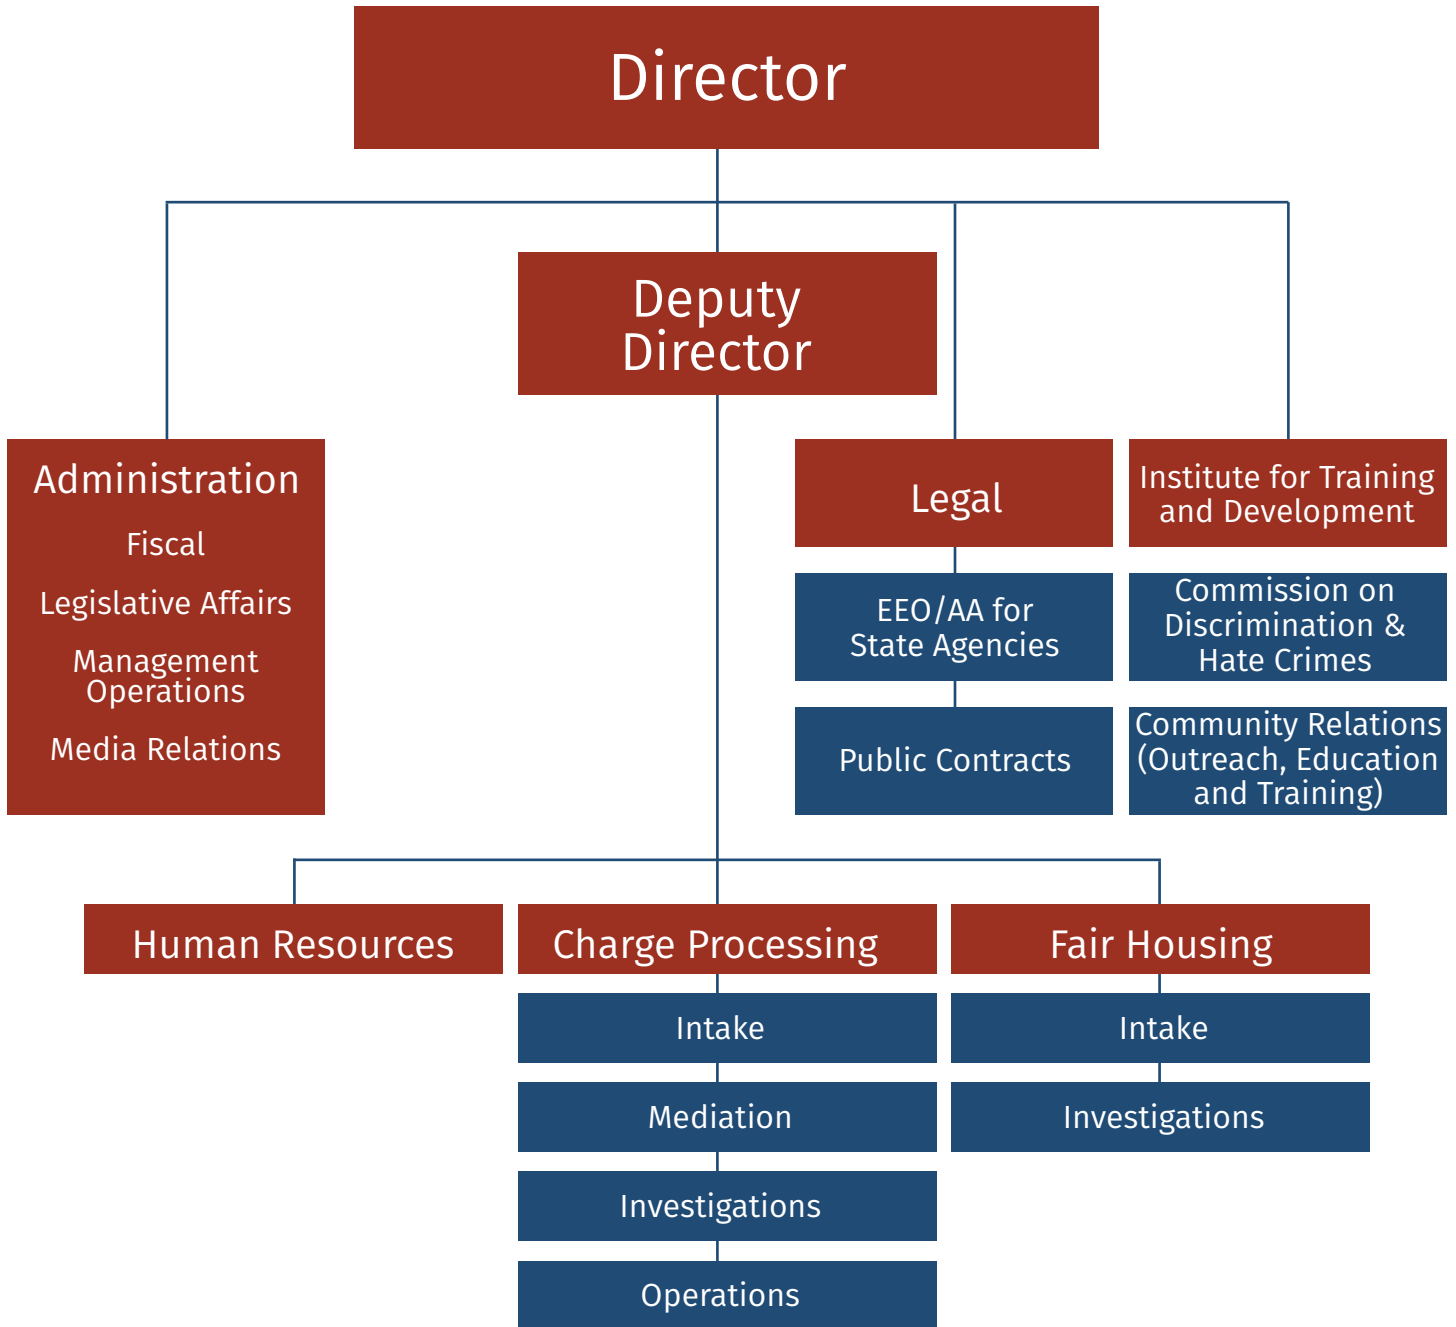 Director
Deputy
Director
Administration
Fiscal
Legislative Affairs
Management
Operations
Media Relations
Legal
EEO/AA for
State Agencies
Public Contracts
Institute for Training
and Development
Commission on
Discrimination &
Hate Crimes
Community Relations
(Outreach, Education
and Training)
Human Resources
Charge Processing
Intake
Mediation
Investigations
Operations
Fair Housing
Intake
Investigations